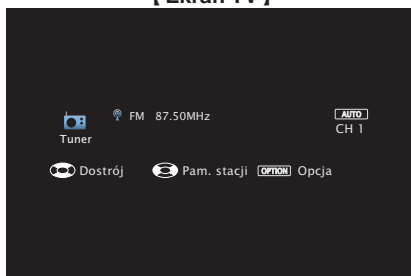 【 Ekran TV 】
FM 87.50MHz
AUTO
CH 1
Tuner
Dostrój Pam. stacji OPTION Opcja